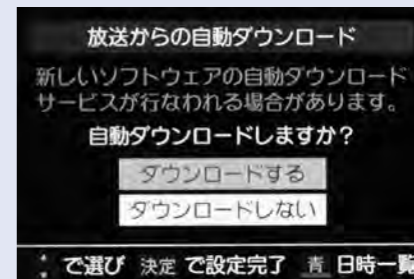 放送からの自動ダウンロード
新しいソフトウェアの自動ダウンロード
サービスが行なわれる場合があります。
自動ダウンロードしますか?
ダウンロードする
ダウンロードしない
で選び 決定 で設定完了 青 日時一覧